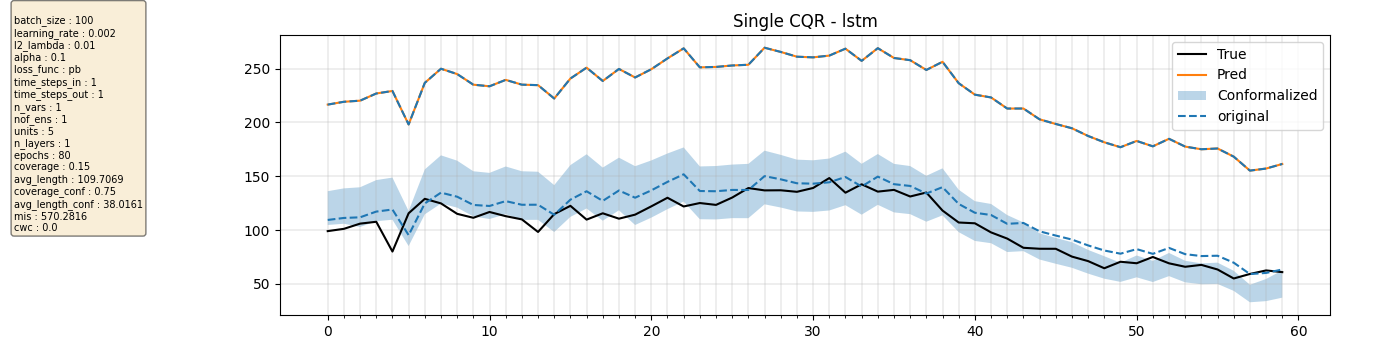 batch_size : 100
learning_rate : 0.002
l2_lambda : 0.01
alpha : 0.1
loss_func : pb
time_steps_in : 1
time_steps_out : 1
n_vars : 1
nof_ens : 1
units : 5
n_layers : 1
epochs : 80
coverage : 0.15
avg_length : 109.7069
coverage_conf : 0.75
avg_length_conf : 38.0161
mis : 570.2816
cwc : 0.0
Single CQR - lstm
True
Pred
Conformalized
original
250
200
150
100
50
0 10 20 30 40 50 60